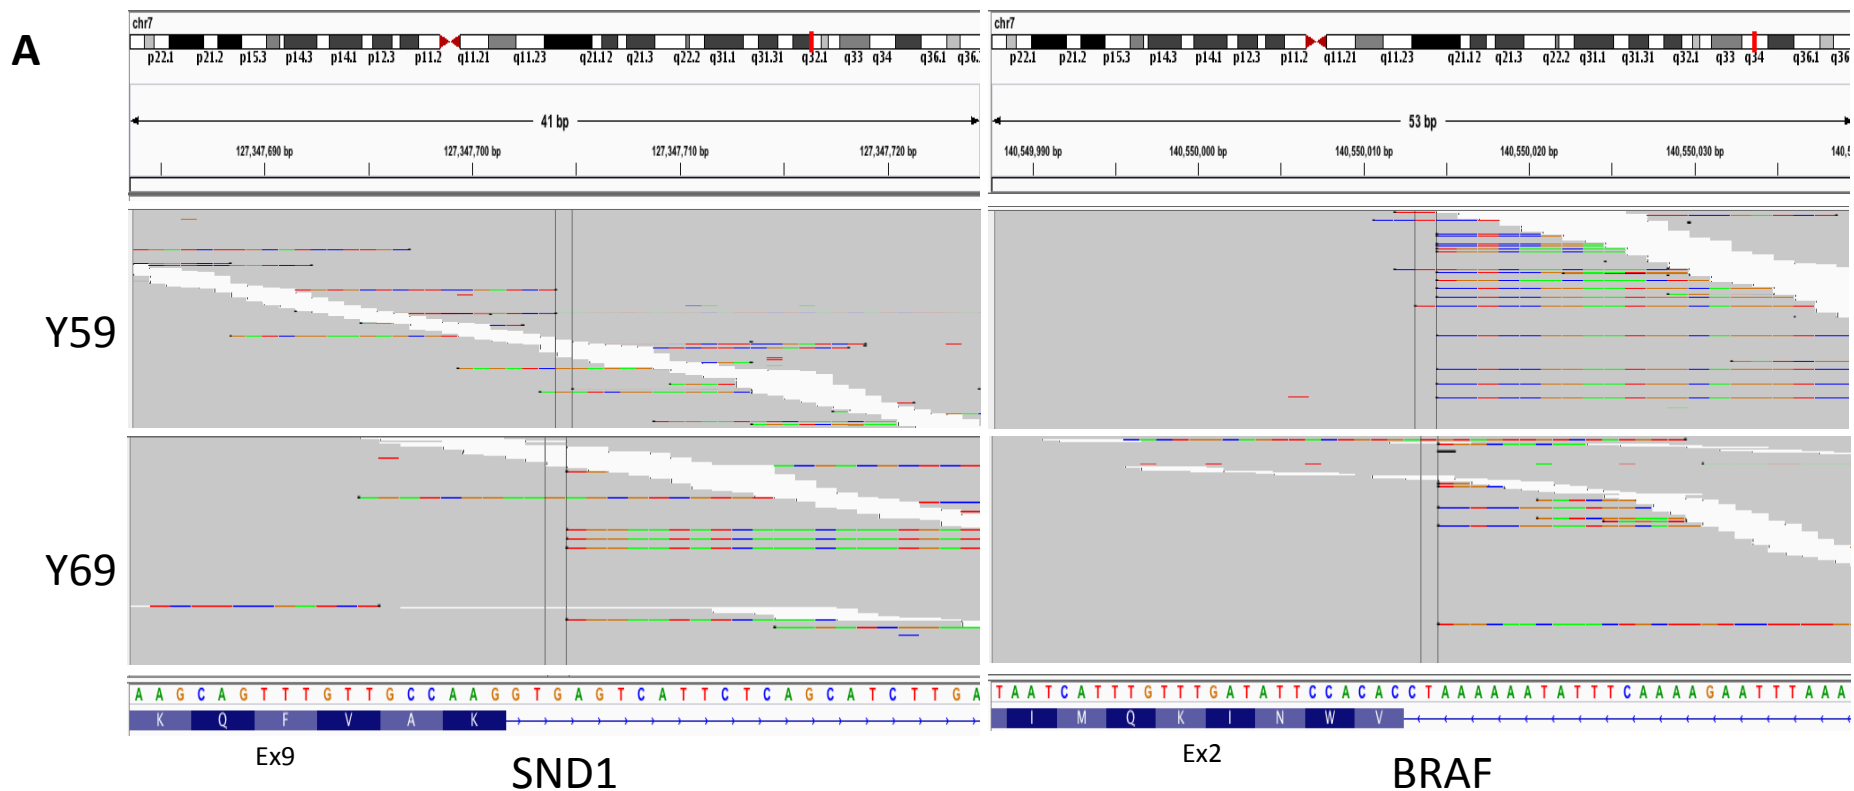 A
chr7
p22.1 p21.2 p15.3 p14.3 p14.1 p12.3 p11.2 q11.21 q11.23 q21.12 q21.3 q22.2 q31.1 q31.31 q32.1 q33 q34 q36.1 q36.
41 bp
127,347,690 bp 127,347,700 bp 127,347,710 bp 127,347,720 bp
chr7
p22.1 p21.2 p15.3 p14.3 p14.1 p12.3 p11.2 q11.21 q11.23 q21.12 q21.3 q22.2 q31.1 q31.31 q32.1 q33 q34 q36.1 q36
53 bp
140,549,990 bp 140,550,000 bp 140,550,010 bp 140,550,020 bp 140,550,030 bp 140,5
Y59
Y69
A A G C A G T T T G T T G C C A A G G T G A G T C A T T C T C A G C A T C T T G A
K Q F V A K
Ex9
SND1
T A A T C A T T T G T T T G A T A T T C C A C A C C T A A A A A A T A T T T C A A A A G A A T T T A A A
I M Q K I N W V
Ex2
BRAF